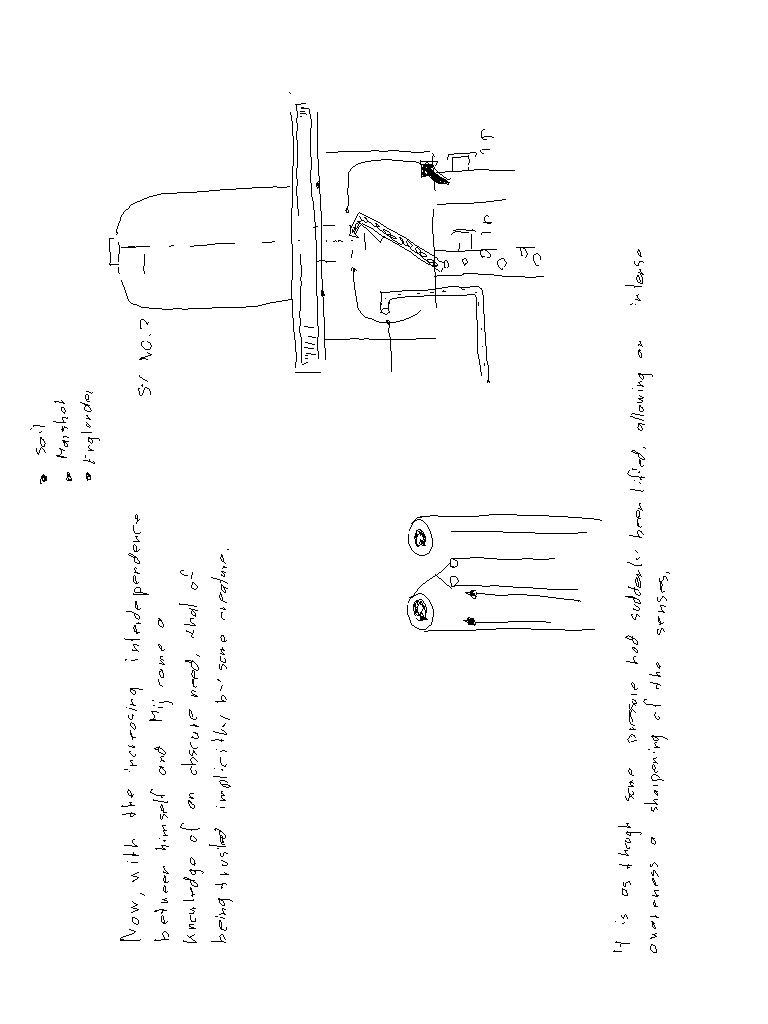 • Soil
• Marshal
• Englander
SY NO.7
Now, with the increasing interdependence
between himself and Mij came a
knowledge of an obscure need, that of
being trusted implicitly by some creature.
It is as though some pressure had suddenly been lifted, allowing an intense
awareness a sharpening of the senses,